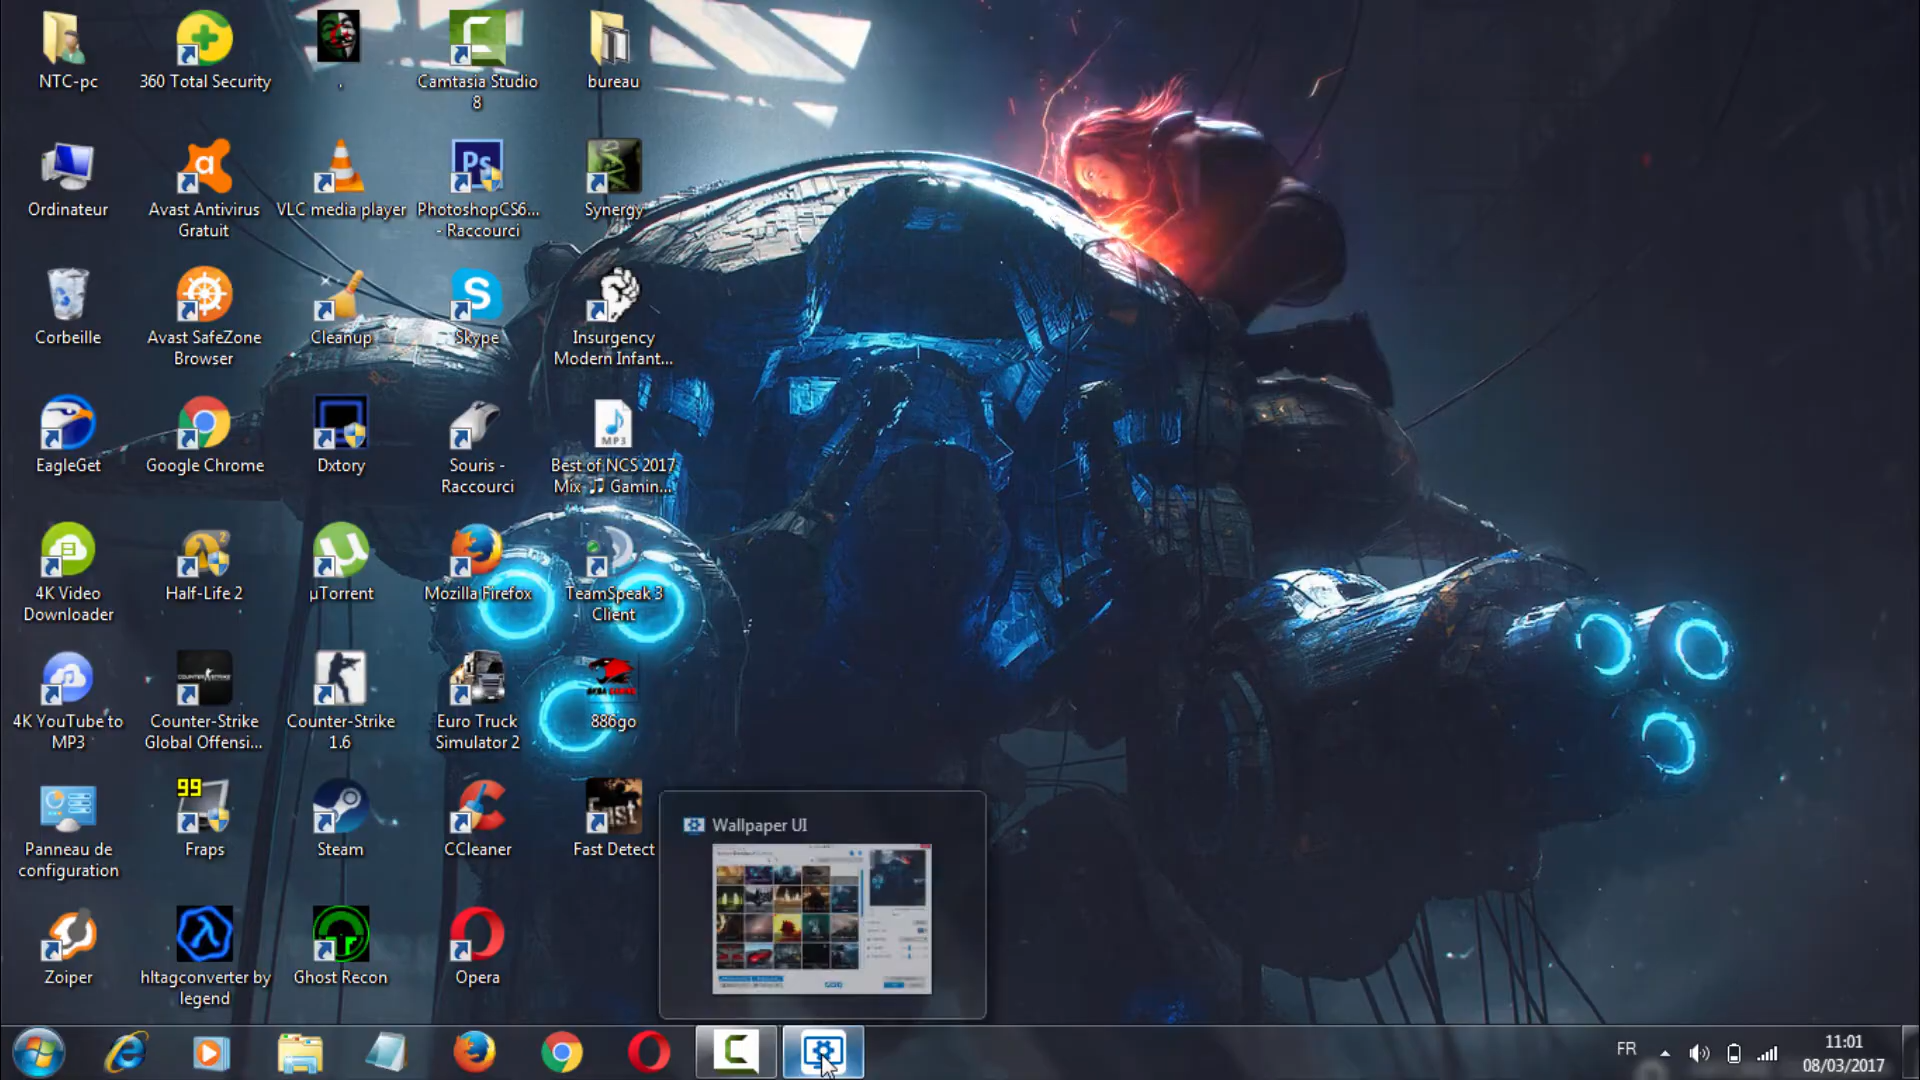 NTC-pc
360 Total Security
.
Camtasia Studio
8
bureau
Ordinateur
Avast Antivirus
Gratuit
VLC media player
Ps
PhotoshopCS6...
- Raccourci
Synergy
Corbeille
Avast SafeZone
Browser
Cleanup
Skype
Insurgency
Modern Infant...
EagleGet
Google Chrome
Dxtory
Souris -
Raccourci
MP3
Best of NCS 2017
Mix 🎵 Gamin...
4K Video
Downloader
Half-Life 2
µTorrent
Mozilla Firefox
TeamSpeak 3
Client
4K YouTube to
MP3
Counter-Strike
Global Offensi...
Counter-Strike
1.6
Euro Truck
Simulator 2
886go
Panneau de
configuration
99
Fraps
Steam
CCleaner
Fast
Fast Detect
Wallpaper UI
Zoiper
hltagconverter by
legend
Ghost Recon
Opera
FR
11:01
08/03/2017